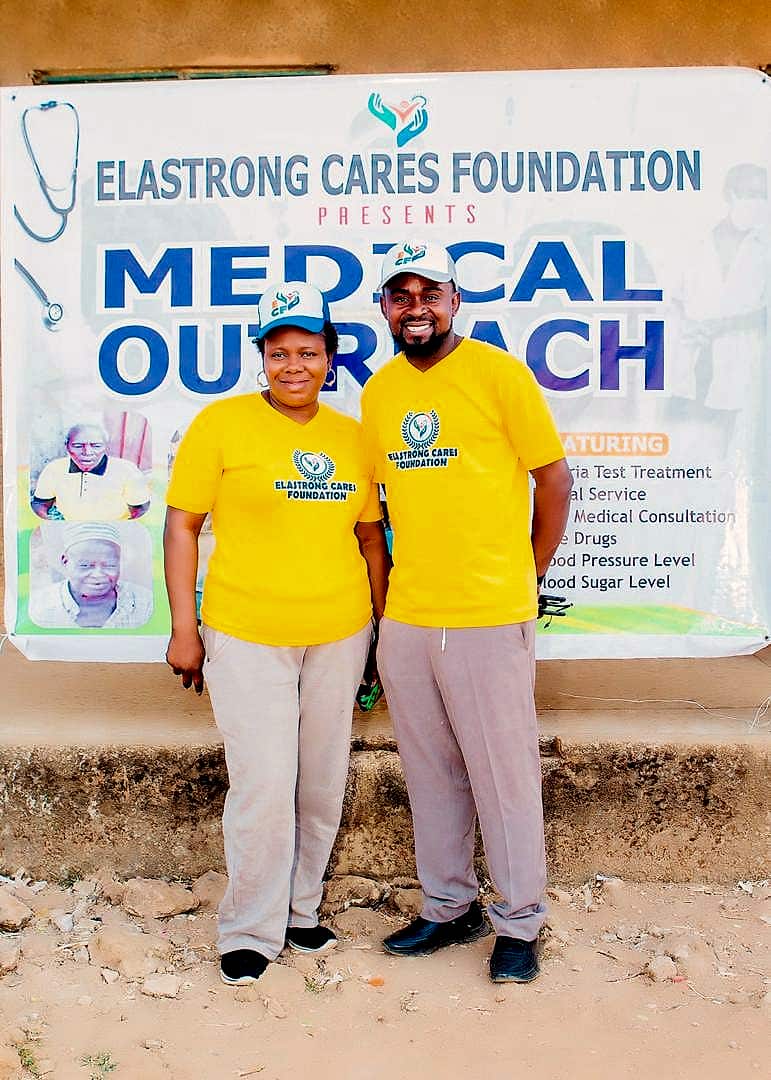 ELASTRONG CARES FOUNDATION
PRESENTS
MEDICAL
OUTREACH
ECF
ECF
ELASTRONG CARES
FOUNDATION
ELASTRONG CARES
FOUNDATION
ATURING
ria Test Treatment
al Service
Medical Consultation
e Drugs
ood Pressure Level
lood Sugar Level